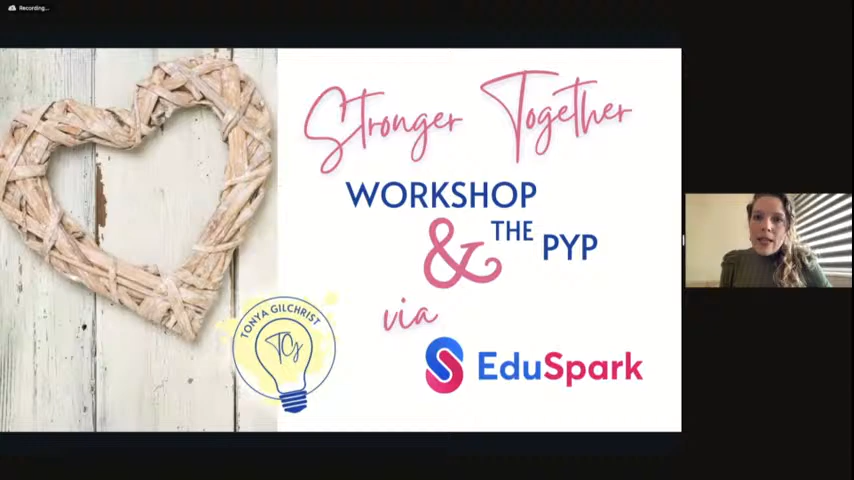 Recording...
Stronger Together
WORKSHOP
& THE PYP
via
TONYA GILCHRIST
TG
EduSpark